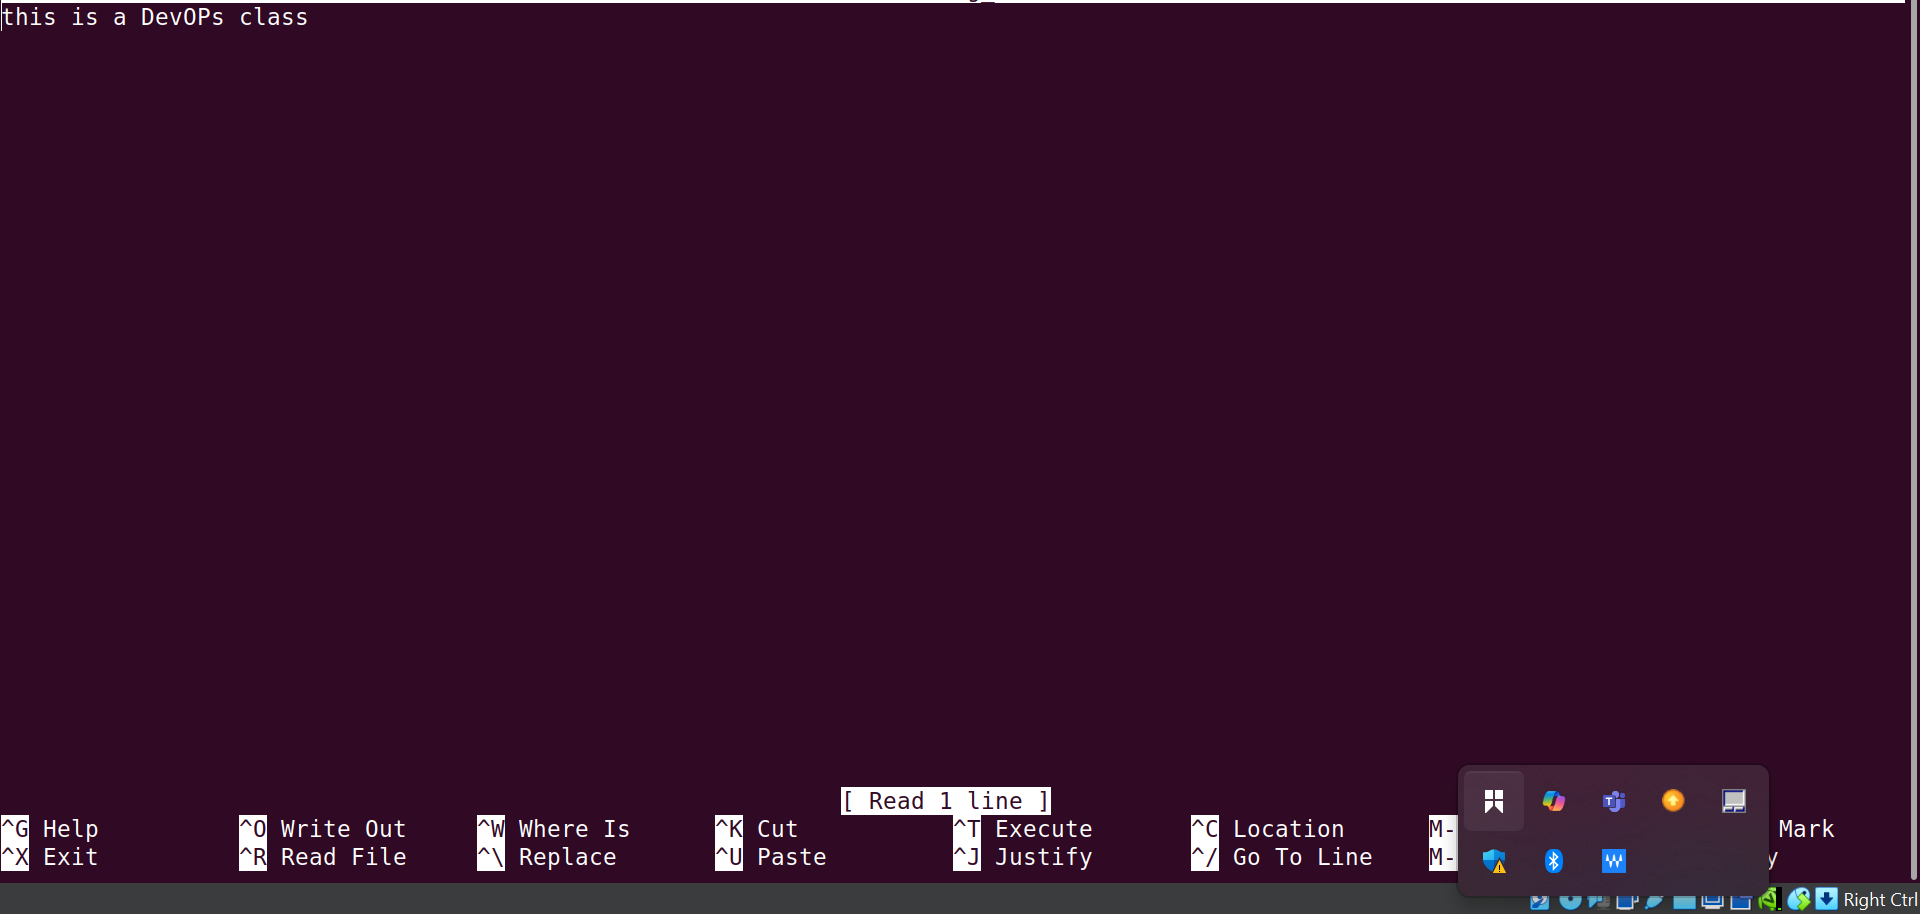 this is a DevOPs class
[ Read 1 line ]
^G Help ^O Write Out ^W Where Is ^K Cut ^T Execute ^C Location M- Mark
^X Exit ^R Read File ^\ Replace ^U Paste ^J Justify ^/ Go To Line M- y
Right Ctrl